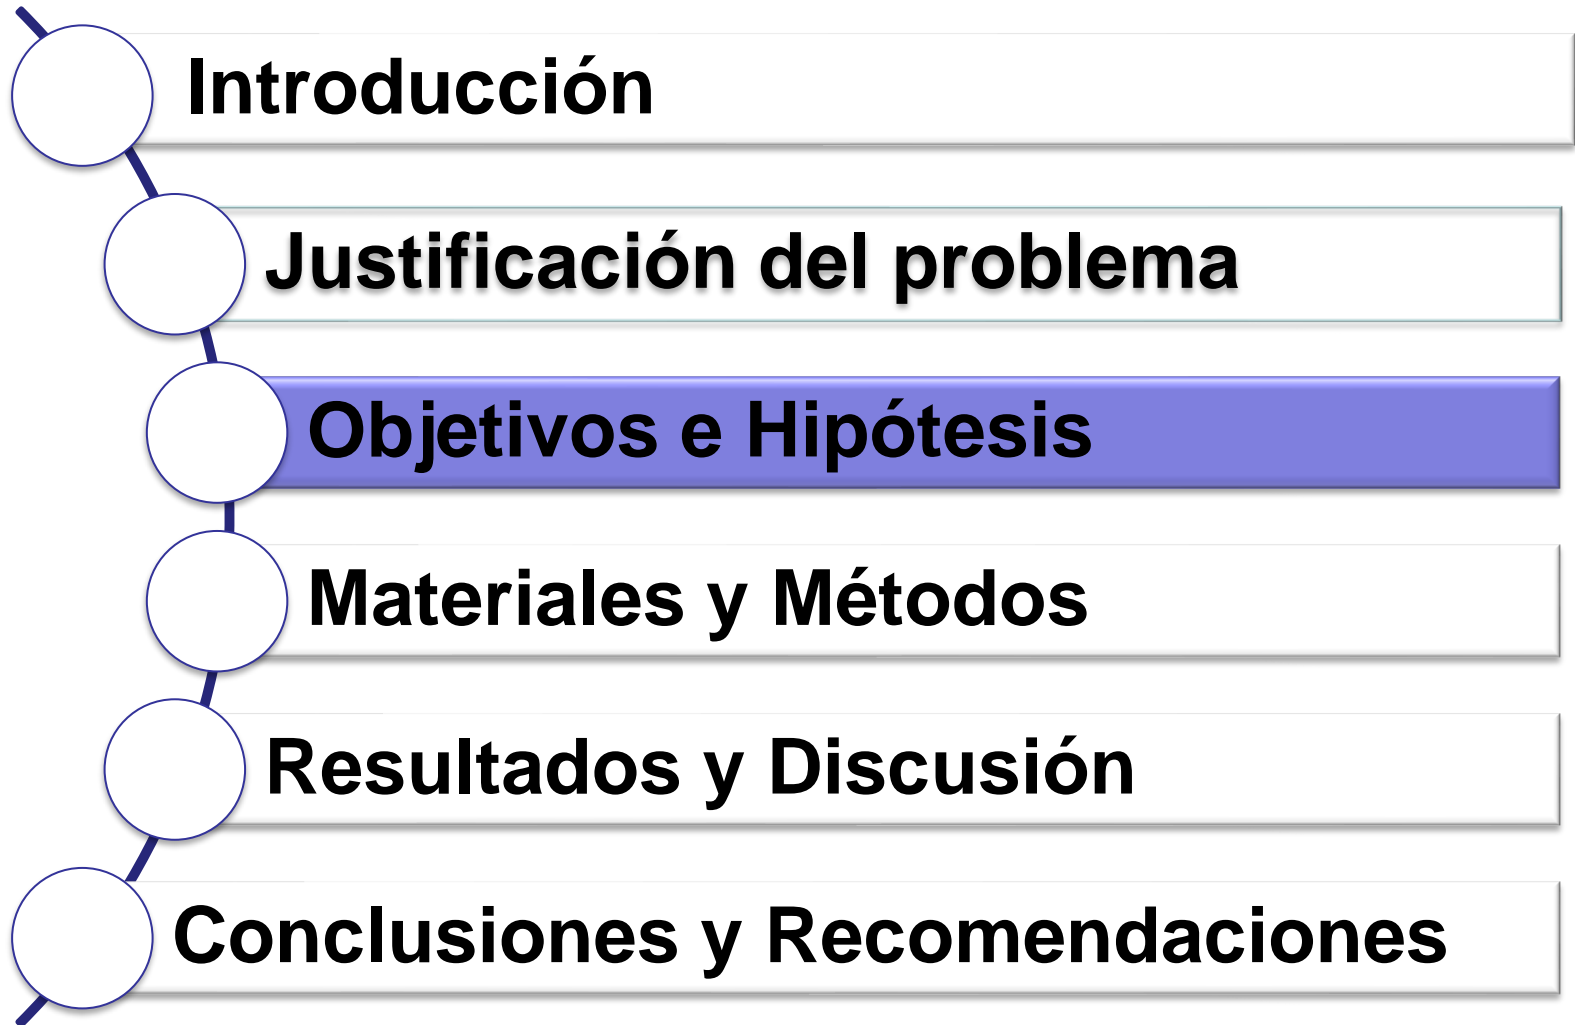 Introducción
Justificación del problema
Objetivos e Hipótesis
Materiales y Métodos
Resultados y Discusión
Conclusiones y Recomendaciones